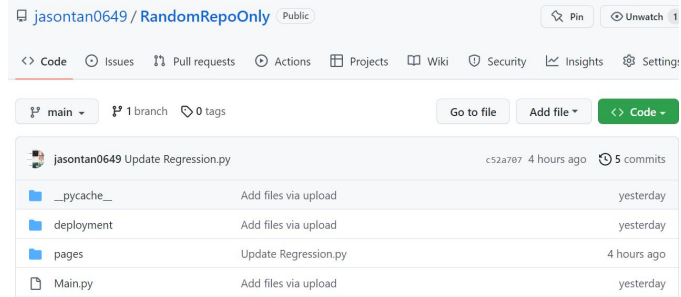 jasontan0649 / RandomRepoOnly Public Pin Unwatch 1
<> Code Issues Pull requests Actions Projects Wiki Security Insights Settings
main 1 branch 0 tags Go to file Add file <> Code
jasontan0649 Update Regression.py c52a707 4 hours ago 5 commits
__pycache__ Add files via upload yesterday
deployment Add files via upload yesterday
pages Update Regression.py 4 hours ago
Main.py Add files via upload yesterday